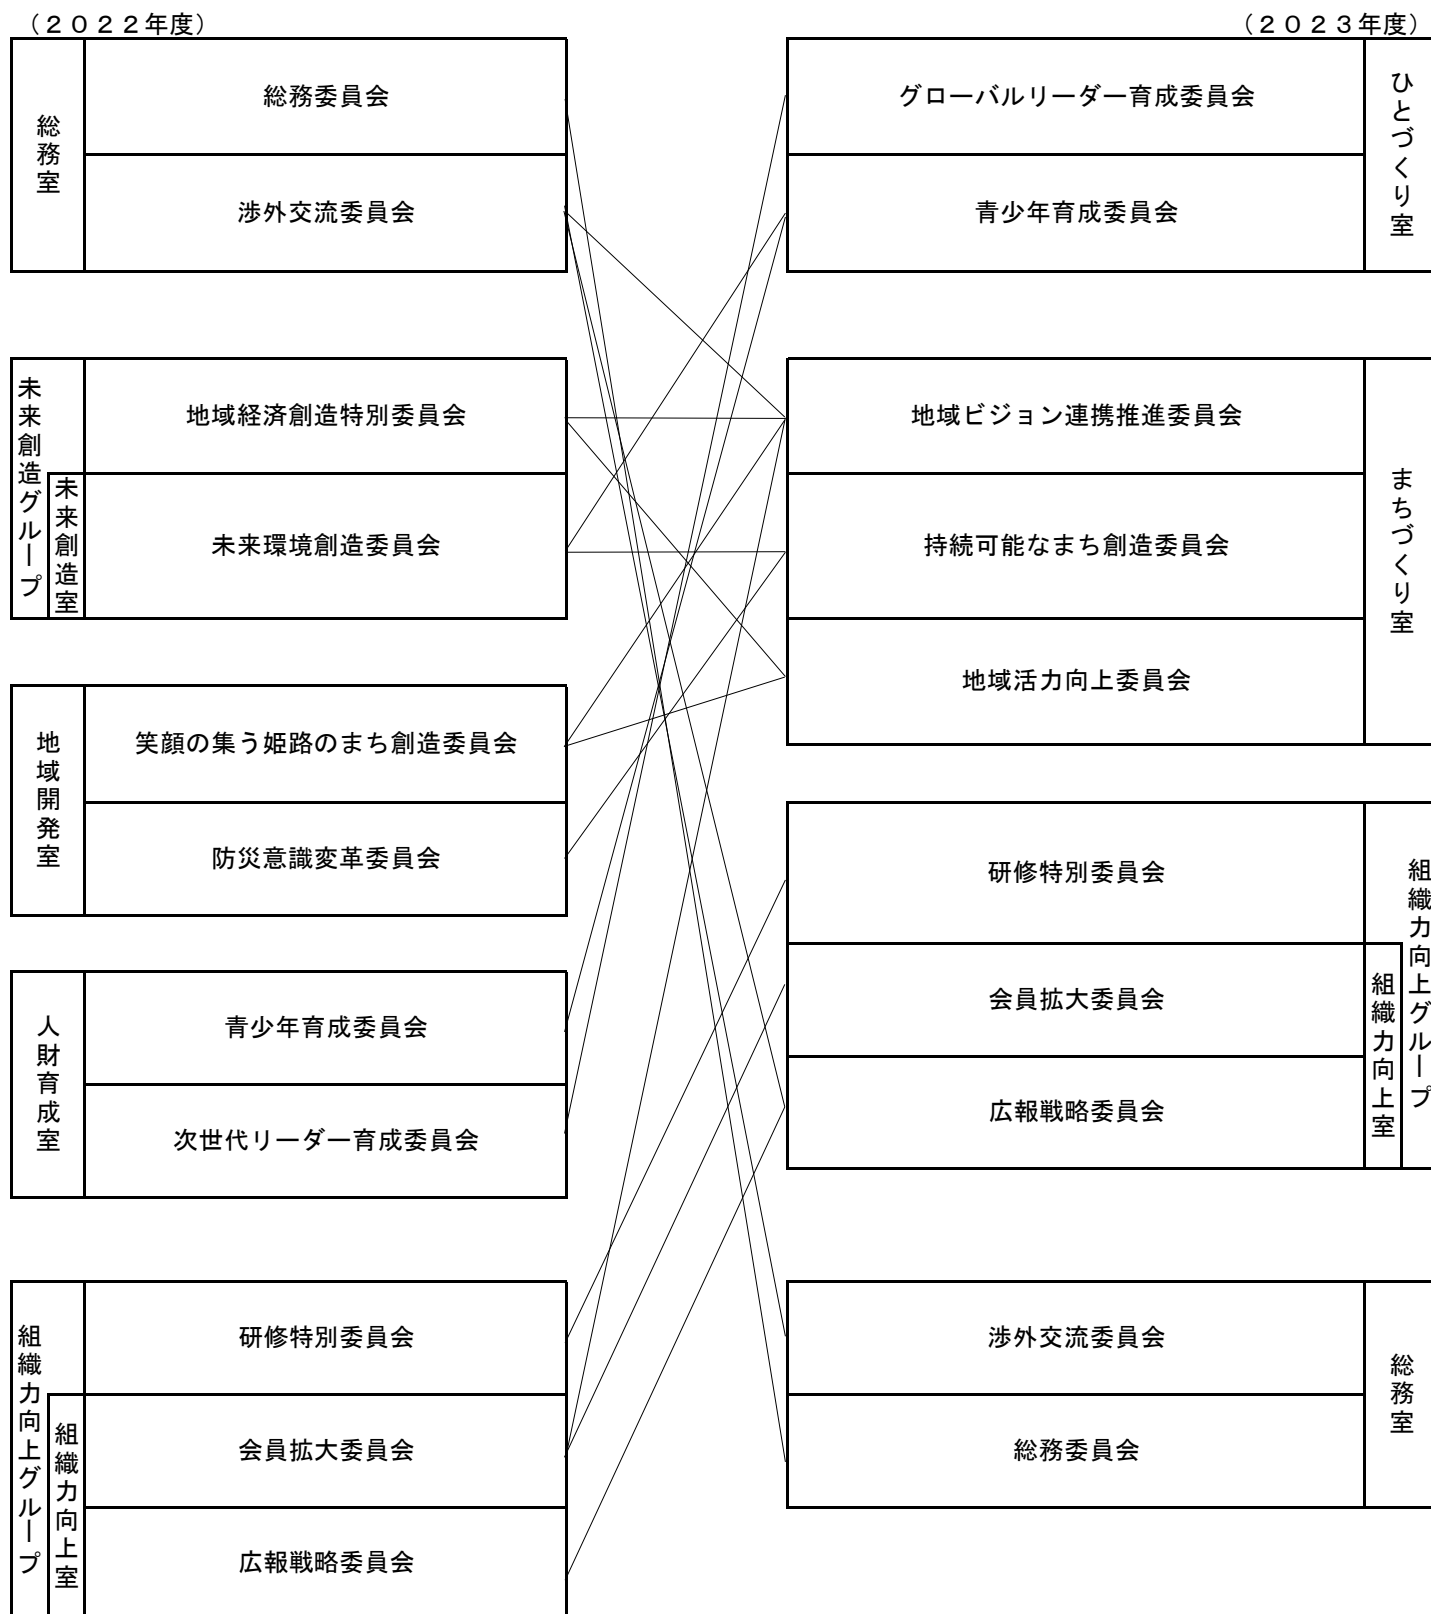 （２０２２年度）
総務室
総務委員会
渉外交流委員会
未来創造グループ
未来創造室
地域経済創造特別委員会
未来環境創造委員会
地域開発室
笑顔の集う姫路のまち創造委員会
防災意識変革委員会
人財育成室
青少年育成委員会
次世代リーダー育成委員会
組織力向上グループ
組織力向上室
研修特別委員会
会員拡大委員会
広報戦略委員会
（２０２３年度）
グローバルリーダー育成委員会
青少年育成委員会
ひとづくり室
地域ビジョン連携推進委員会
持続可能なまち創造委員会
地域活力向上委員会
まちづくり室
研修特別委員会
会員拡大委員会
広報戦略委員会
組織力向上室
組織力向上グループ
渉外交流委員会
総務委員会
総務室